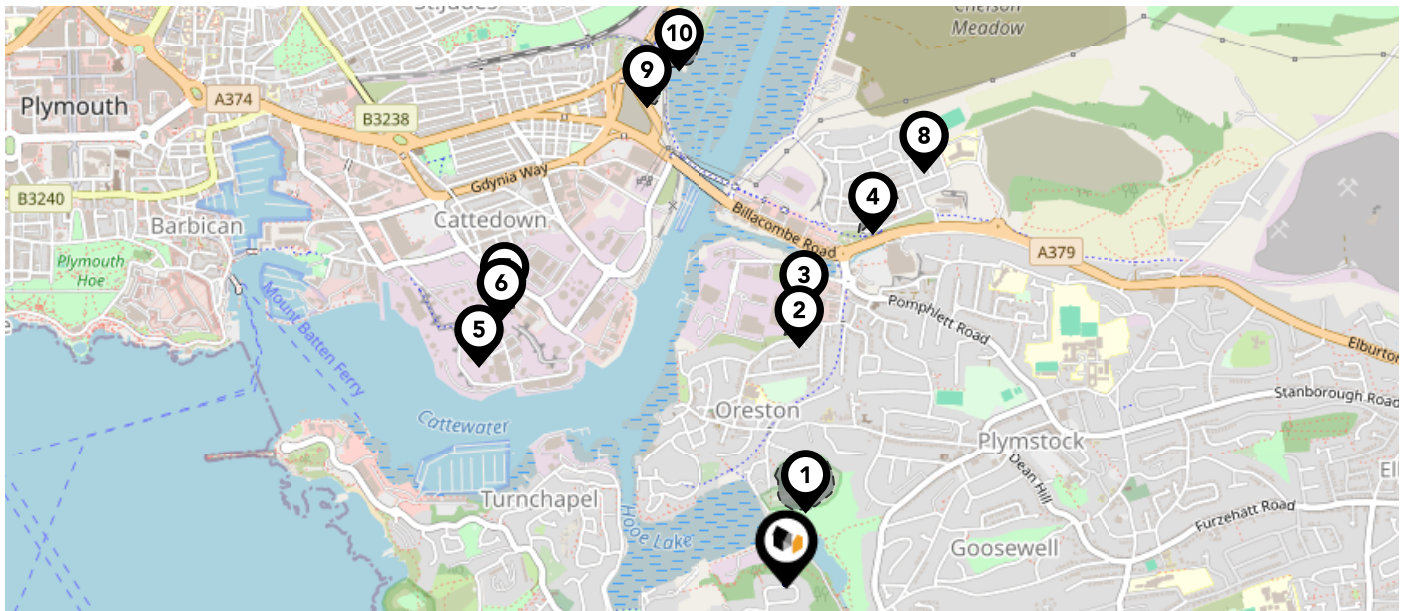 St Judes
Chelson
Meadow
10
9
A374
Plymouth
B3238
8
Gdynia Way
B3240
4
Cattedown
Billacombe Road
Barbican
A379
Plymouth
Hoe
3
6
Mount Batten Ferry
2
Pomphlett Road
5
Elburton
Stanborough Road
Oreston
Cattewater
Plymstock
1
Dean Hill
Turnchapel
Furzehatt Road
Hooe Lake
Goosewell